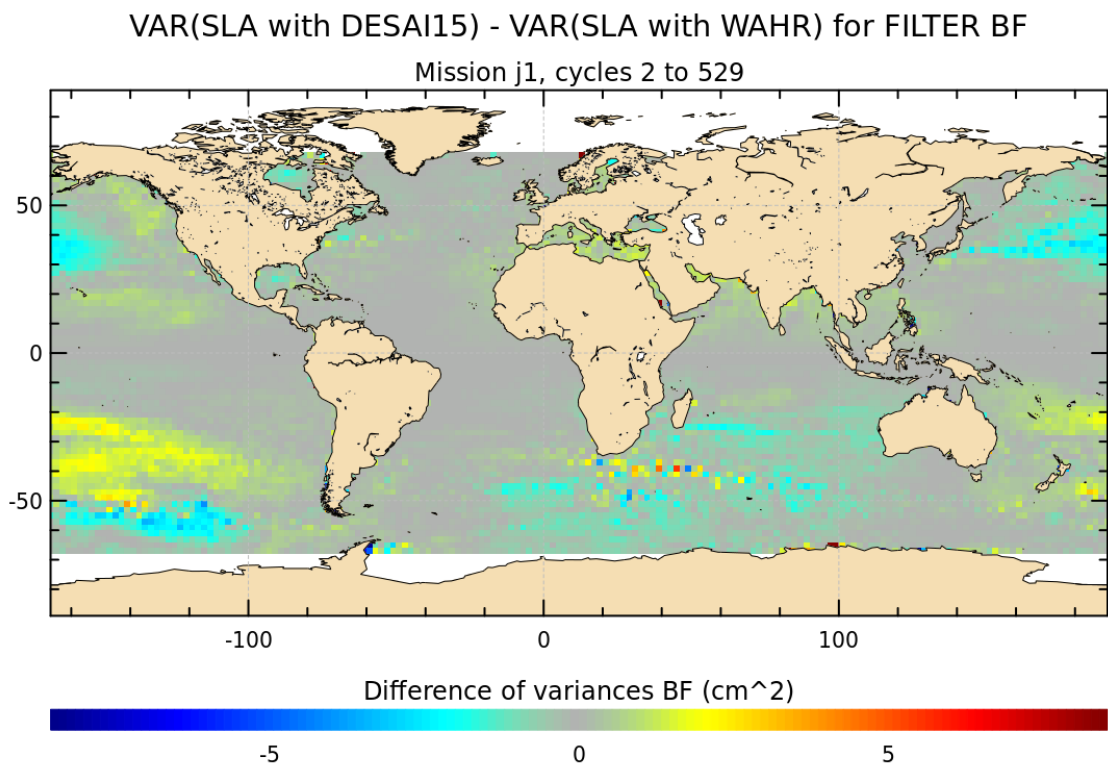 VAR(SLA with DESAI15) - VAR(SLA with WAHR) for FILTER BF
Mission j1, cycles 2 to 529
50
0
-50
-100 0 100
Difference of variances BF (cm^2)
-5 0 5